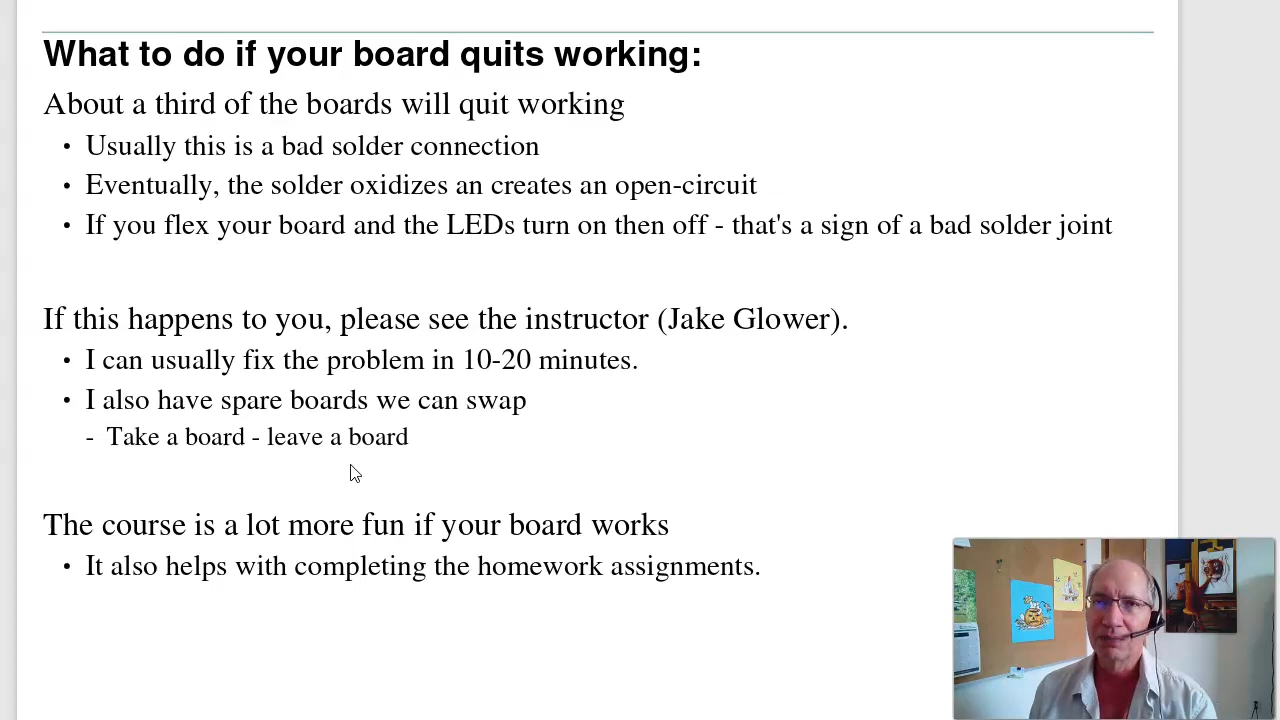 What to do if your board quits working:
About a third of the boards will quit working
• Usually this is a bad solder connection
• Eventually, the solder oxidizes an creates an open-circuit
• If you flex your board and the LEDs turn on then off - that's a sign of a bad solder joint
If this happens to you, please see the instructor (Jake Glower).
• I can usually fix the problem in 10-20 minutes.
• I also have spare boards we can swap
- Take a board - leave a board
The course is a lot more fun if your board works
• It also helps with completing the homework assignments.